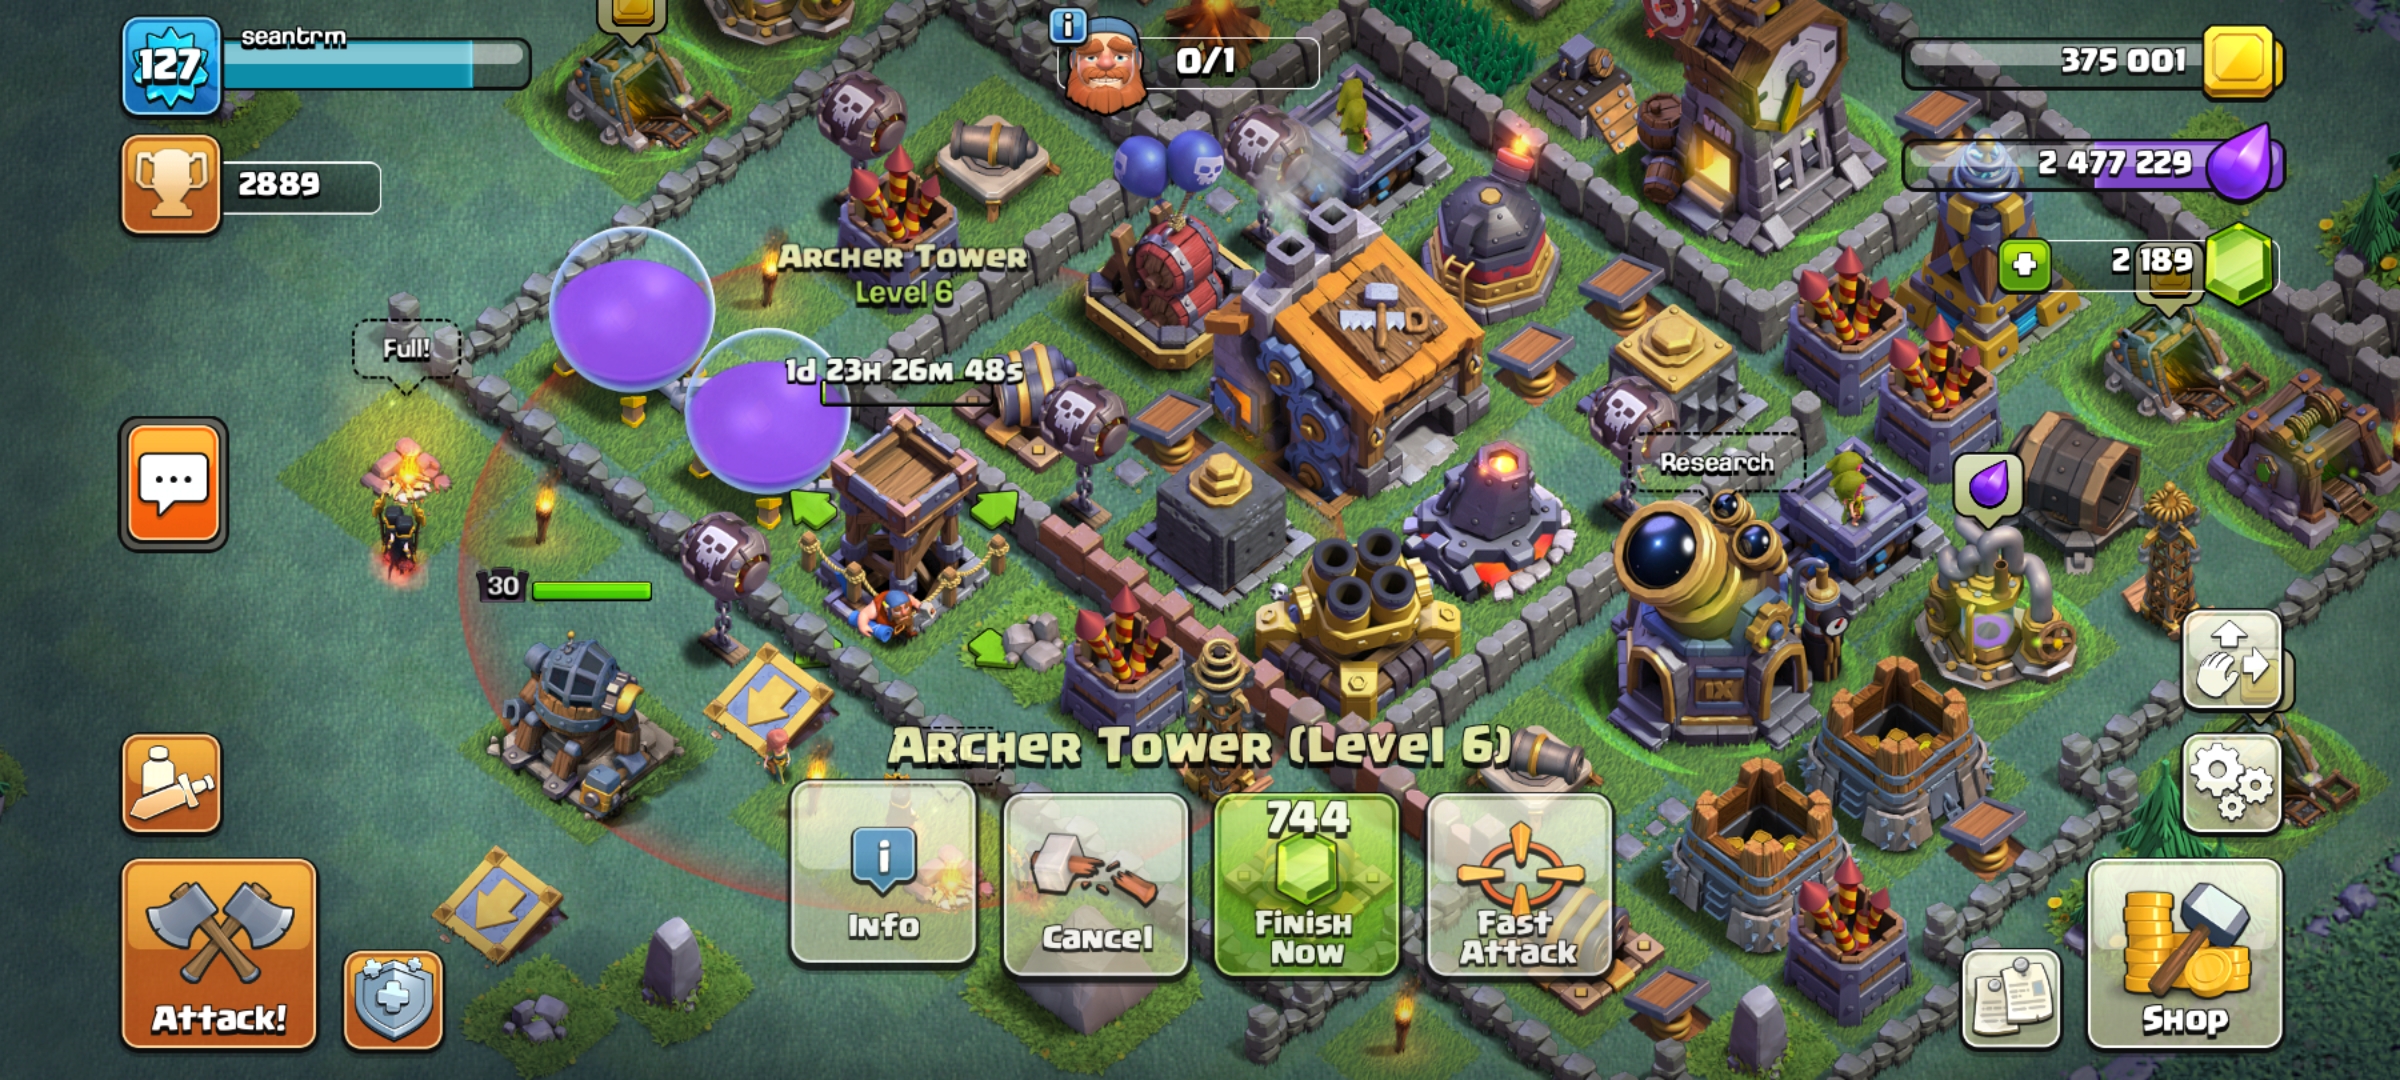 127
seantrm
0/1
375 001
2889
2 477 229
2 189
Archer Tower
Level 6
Full!
1d 23h 26m 48s
Research
30
VIII
IX
Archer Tower (Level 6)
Info
Cancel
744
Finish
Now
Fast
Attack
Attack!
Shop